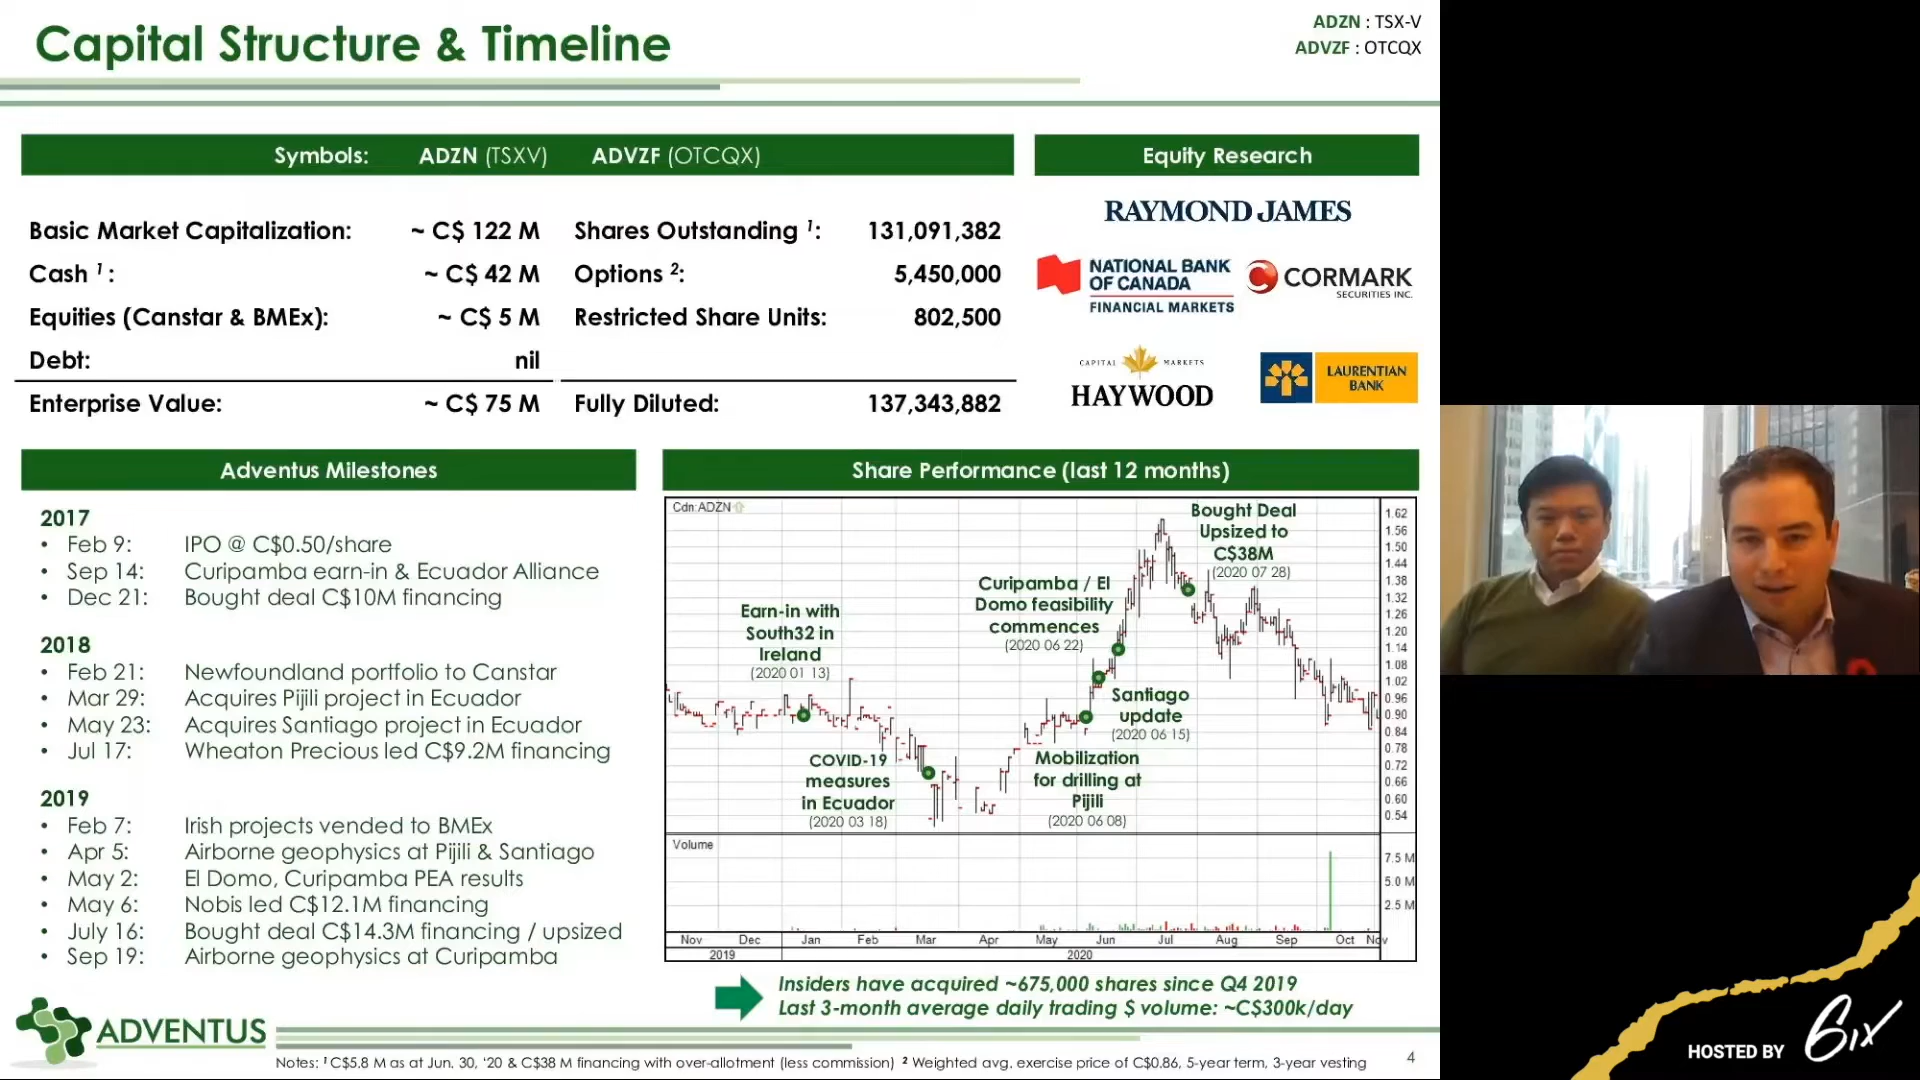 Capital Structure & Timeline
ADZN : TSX-V
ADVZF : OTCQX
Symbols: ADZN (TSXV) ADVZF (OTCQX)
Basic Market Capitalization: ~ C$ 122 M
Cash 1 : ~ C$ 42 M
Equities (Canstar & BMEx): ~ C$ 5 M
Debt: nil
Enterprise Value: ~ C$ 75 M
Shares Outstanding 1: 131,091,382
Options 2: 5,450,000
Restricted Share Units: 802,500
Fully Diluted: 137,343,882
Equity Research
RAYMOND JAMES
NATIONAL BANK
OF CANADA
FINANCIAL MARKETS
CORMARK
SECURITIES INC.
CAPITAL MARKETS
HAYWOOD
LAURENTIAN
BANK
Adventus Milestones
2017
• Feb 9: IPO @ C$0.50/share
• Sep 14: Curipamba earn-in & Ecuador Alliance
• Dec 21: Bought deal C$10M financing
2018
• Feb 21: Newfoundland portfolio to Canstar
• Mar 29: Acquires Pijili project in Ecuador
• May 23: Acquires Santiago project in Ecuador
• Jul 17: Wheaton Precious led C$9.2M financing
2019
• Feb 7: Irish projects vended to BMEx
• Apr 5: Airborne geophysics at Pijili & Santiago
• May 2: El Domo, Curipamba PEA results
• May 6: Nobis led C$12.1M financing
• July 16: Bought deal C$14.3M financing / upsized
• Sep 19: Airborne geophysics at Curipamba
Share Performance (last 12 months)
Cdn:ADZN
Earn-in with
South32 in
Ireland
(2020 01 13)
COVID-19
measures
in Ecuador
(2020 03 18)
Curipamba / El
Domo feasibility
commences
(2020 06 22)
Bought Deal
Upsized to
C$38M
(2020 07 28)
Santiago
update
(2020 06 15)
Mobilization
for drilling at
Pijili
(2020 06 08)
1.62
1.56
1.50
1.44
1.38
1.32
1.26
1.20
1.14
1.08
1.02
0.96
0.90
0.84
0.78
0.72
0.66
0.60
0.54
Volume
7.5 M
5.0 M
2.5 M
Nov Dec Jan Feb Mar Apr May Jun Jul Aug Sep Oct Nov
2019 2020
Insiders have acquired ~675,000 shares since Q4 2019
Last 3-month average daily trading $ volume: ~C$300k/day
ADVENTUS
Notes: 1 C$5.8 M as at Jun, 30, '20 & C$38 M financing with over-allotment (less commission) 2 Weighted avg, exercise price of C$0.86, 5-year term, 3-year vesting
4
HOSTED BY 6ix